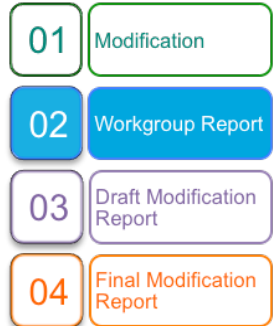 01
Modification
02
Workgroup Report
03
Draft Modification
Report
04
Final Modification
Report